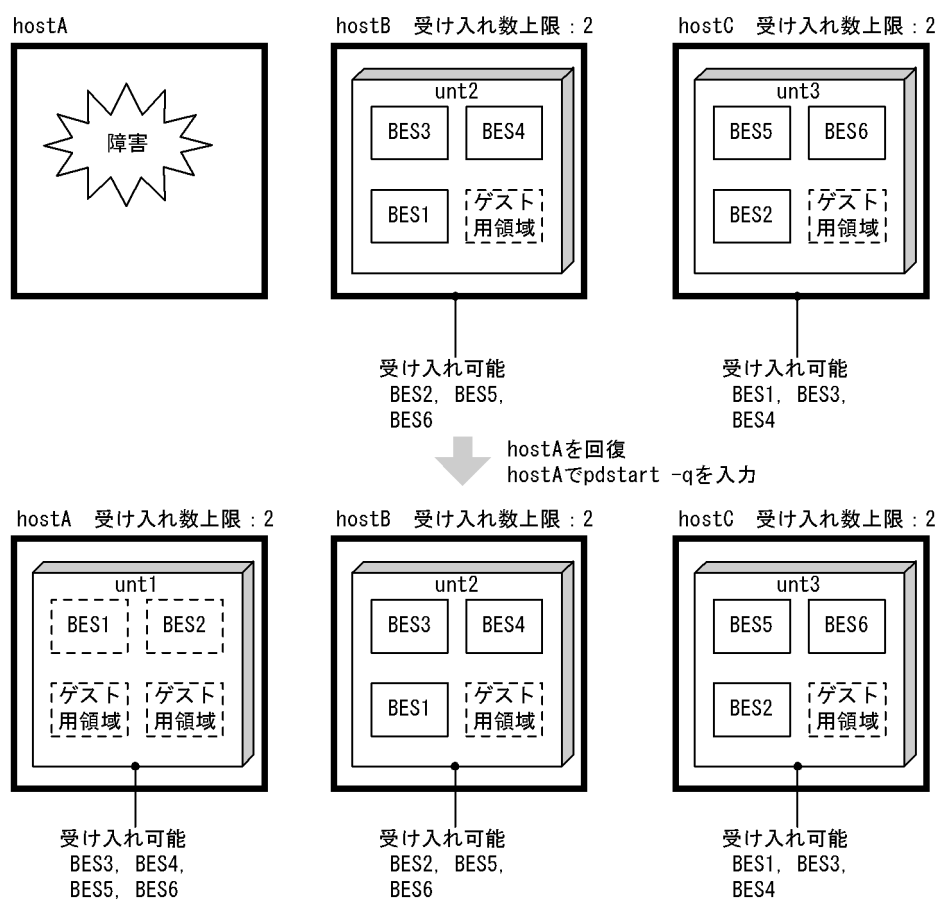 hostA
hostB 受け入れ数上限：2
hostC 受け入れ数上限：2
障害
unt2
BES3 BES4
BES1 ゲスト
用領域
unt3
BES5 BES6
BES2 ゲスト
用領域
受け入れ可能
BES2, BES5,
BES6
受け入れ可能
BES1, BES3,
BES4
hostAを回復
hostAでpdstart -qを入力
hostA 受け入れ数上限：2
hostB 受け入れ数上限：2
hostC 受け入れ数上限：2
unt1
BES1 BES2
ゲスト ゲスト
用領域 用領域
unt2
BES3 BES4
BES1 ゲスト
用領域
unt3
BES5 BES6
BES2 ゲスト
用領域
受け入れ可能
BES3, BES4,
BES5, BES6
受け入れ可能
BES2, BES5,
BES6
受け入れ可能
BES1, BES3,
BES4